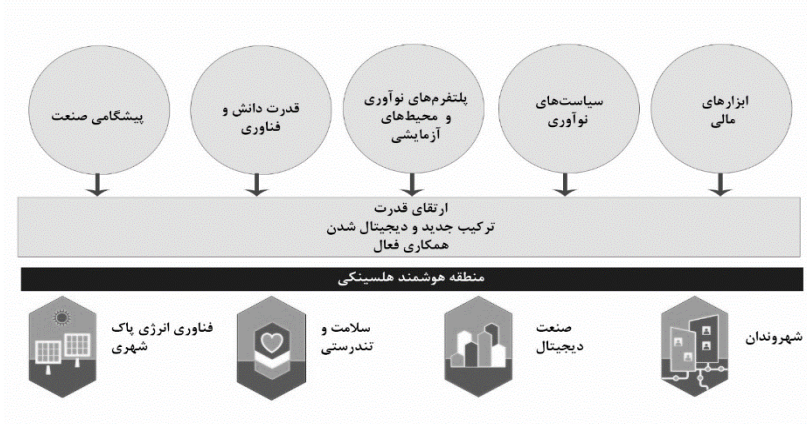 ابزارهای
مالی
سیاست‌های
نوآوری
پلتفرم‌های نوآوری
و محیط‌های
آزمایشی
قدرت دانش و
فناوری
پیشگامی صنعت
ارتقای قدرت
ترکیب جدید و دیجیتال شدن
همکاری فعال
منطقه هوشمند هلسینکی
شهروندان
صنعت
دیجیتال
سلامت و
تندرستی
فناوری انرژی پاک
شهری